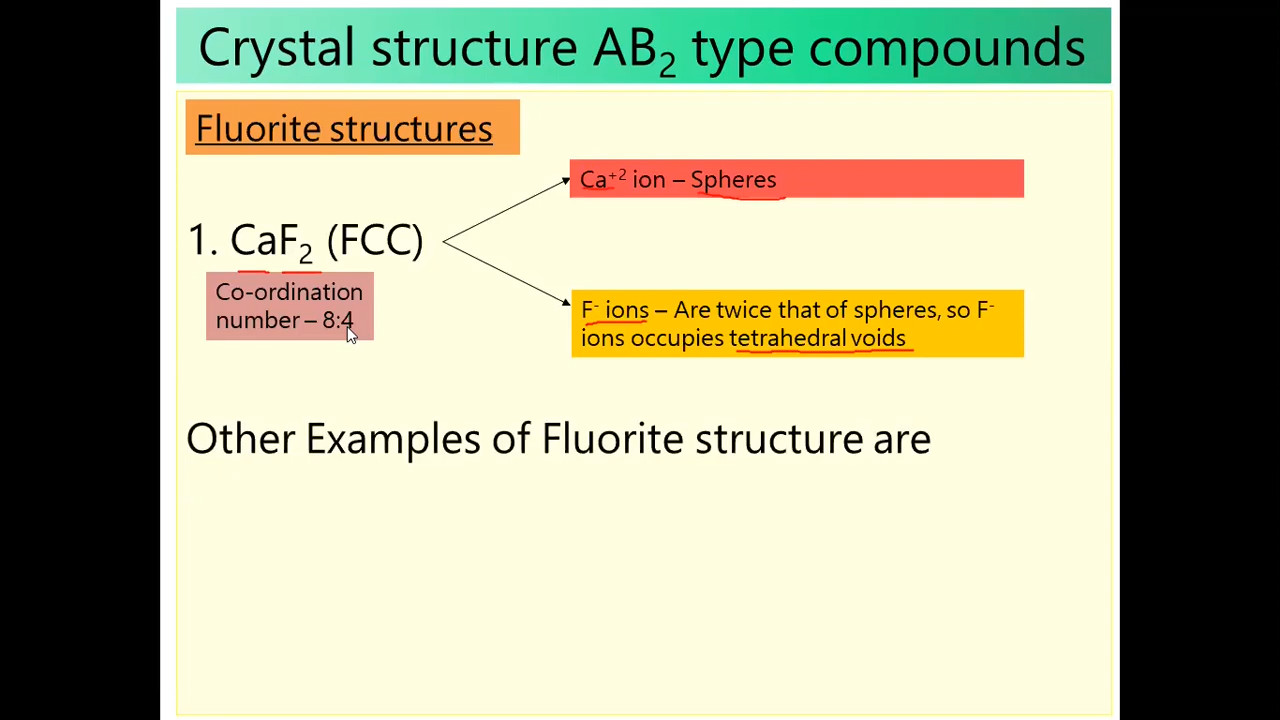 Crystal structure AB₂ type compounds
Fluorite structures
Ca⁺² ion – Spheres
1. CaF₂ (FCC)
Co-ordination
number – 8:4
F⁻ ions – Are twice that of spheres, so F⁻
ions occupies tetrahedral voids
Other Examples of Fluorite structure are